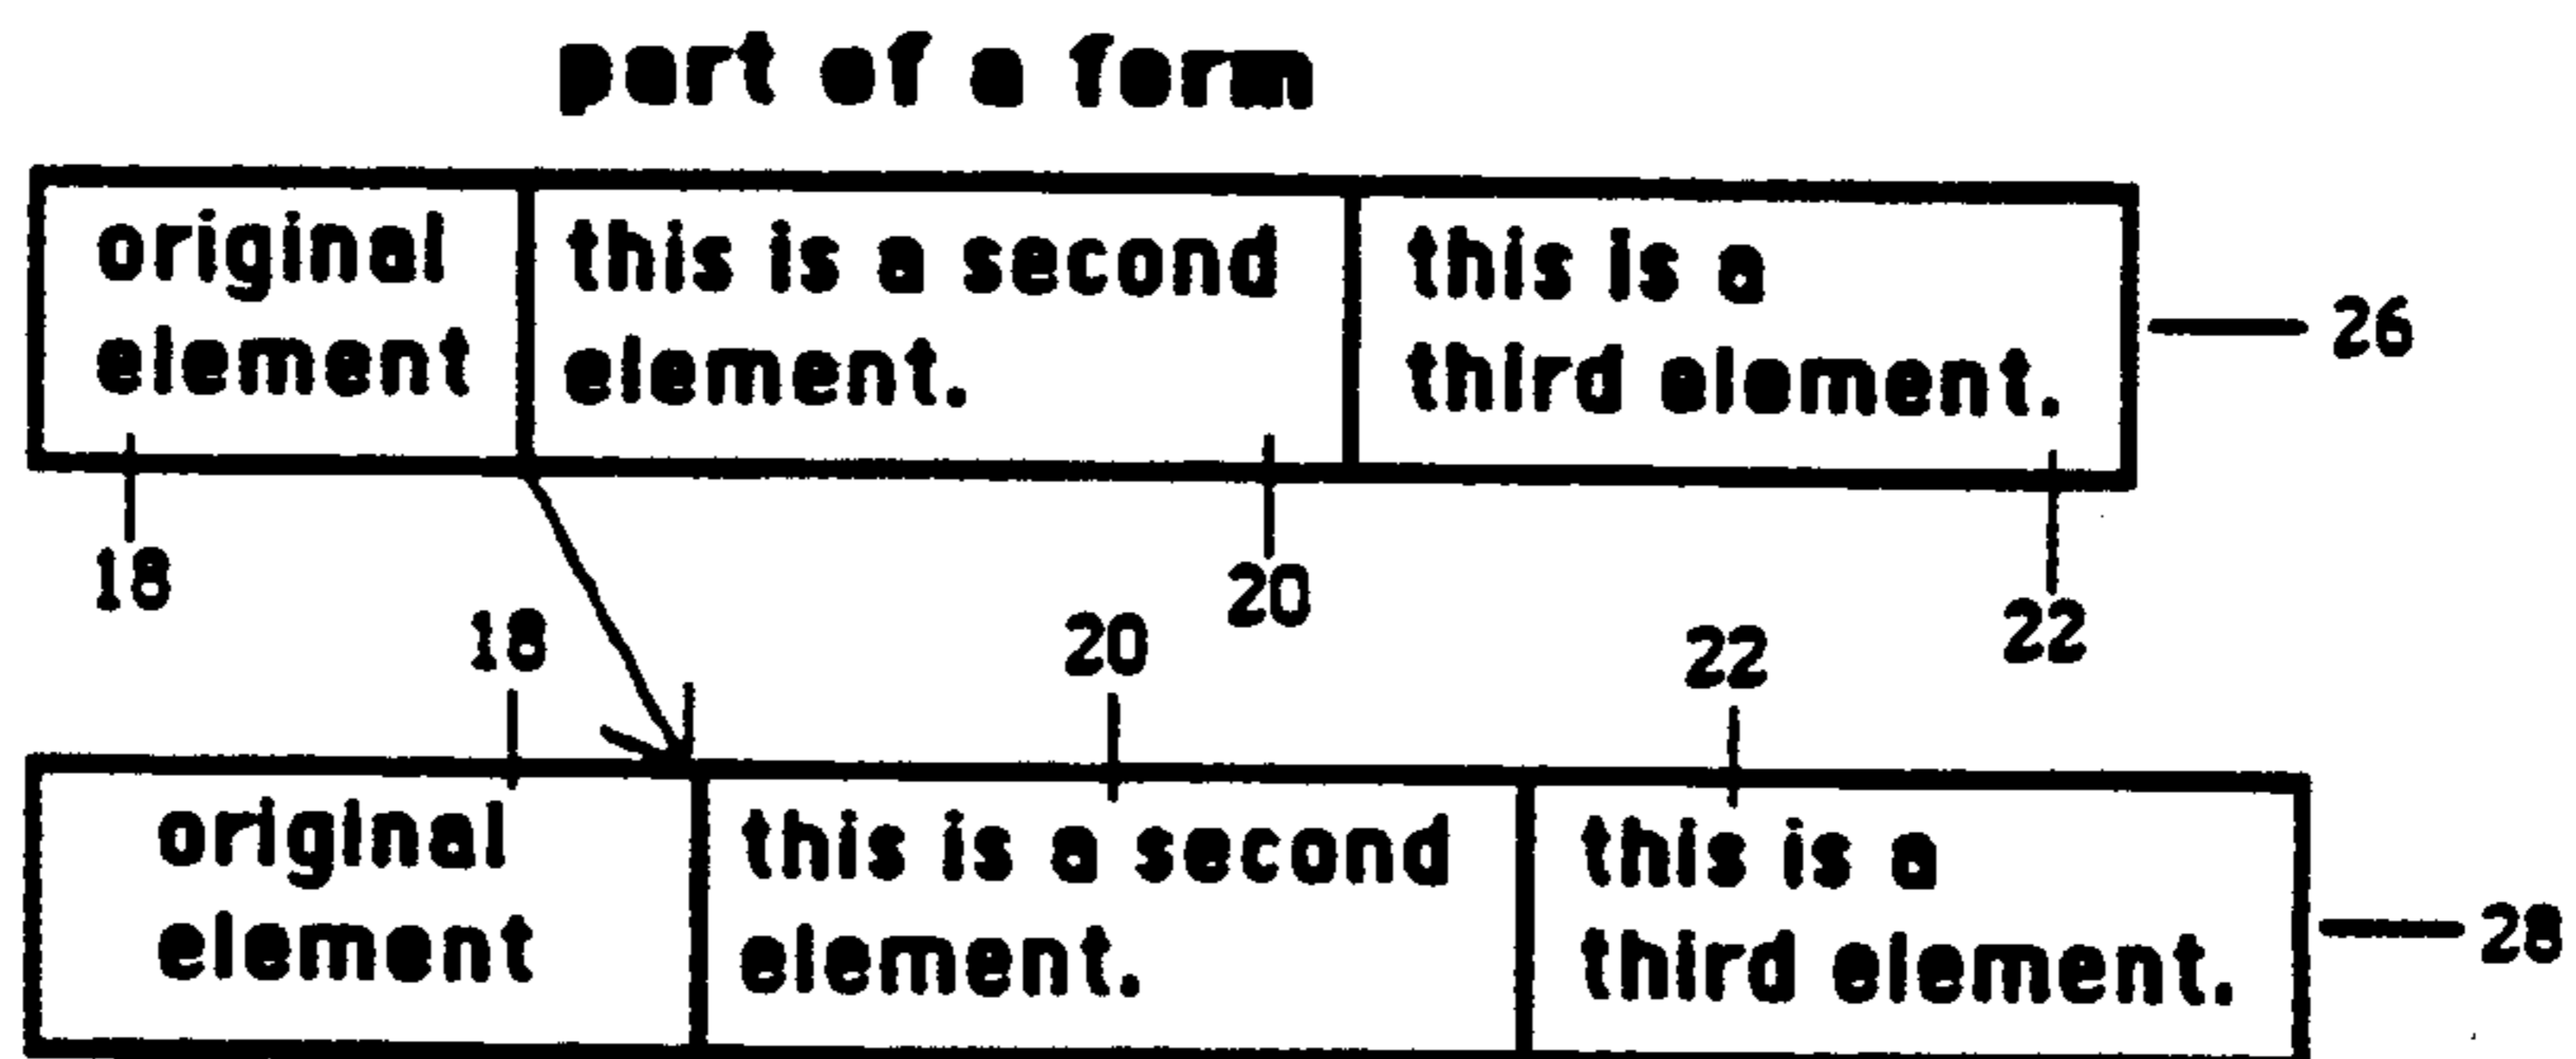 part of a form
original this is a second this is a
element element. third element.
26
18 20 22
18 20 22
original this is a second this is a
element element. third element.
28